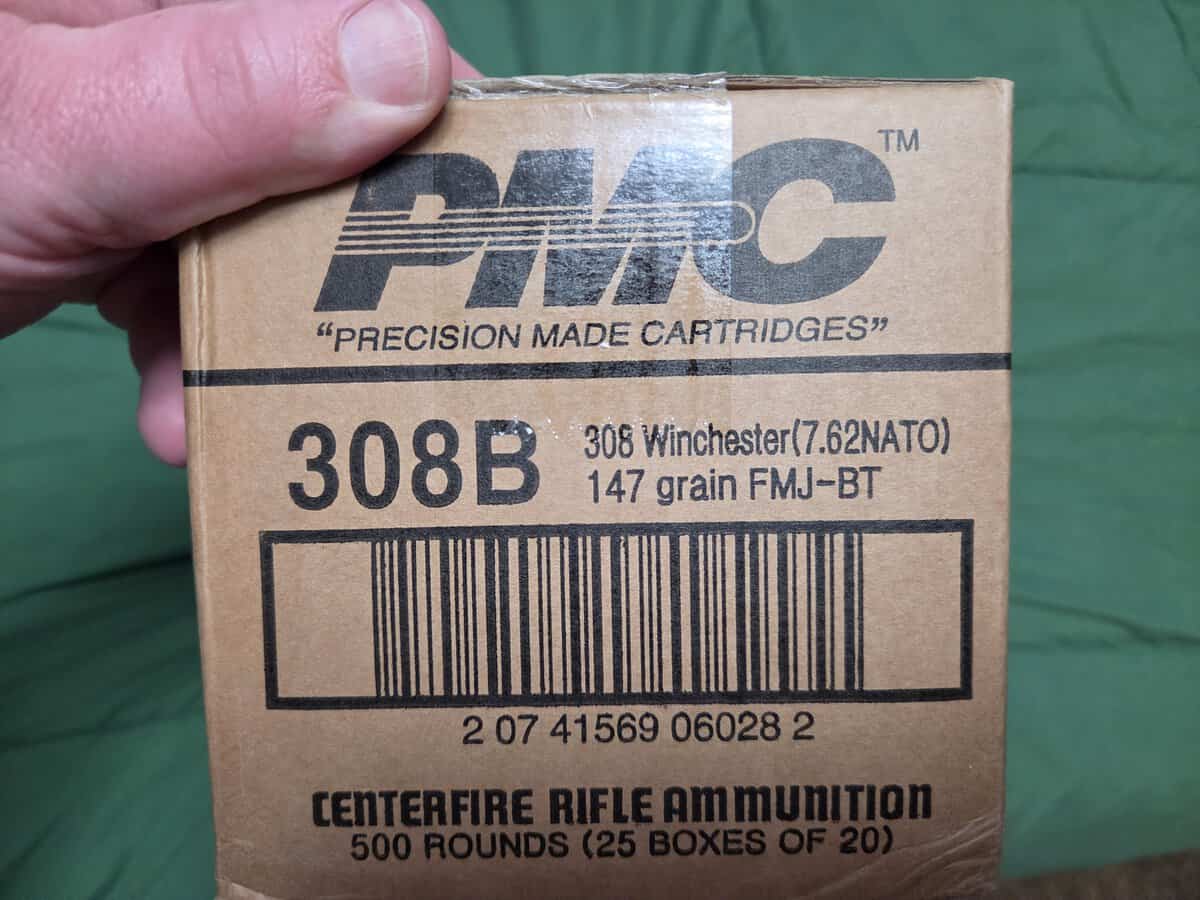 PMC™
“PRECISION MADE CARTRIDGES”
308B
308 Winchester(7.62NATO)
147 grain FMJ-BT
2 07 41569 06028 2
CENTERFIRE RIFLE AMMUNITION
500 ROUNDS (25 BOXES OF 20)